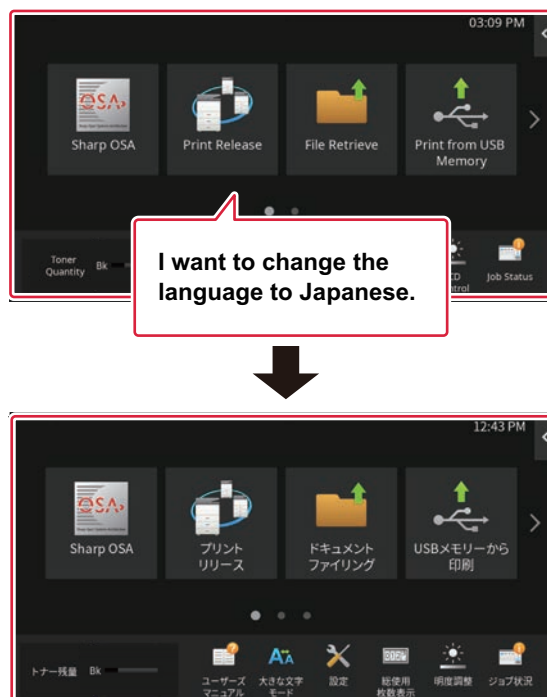 03:09 PM
OSA
Sharp OSA
Print Release
File Retrieve
Print from USB
Memory
I want to change the
language to Japanese.
Toner
Quantity
Bk
Job Status
12:43 PM
OSA
Sharp OSA
プリント
リリース
ドキュメント
ファイリング
USBメモリーから
印刷
トナー残量
Bk
ユーザーズ
マニュアル
大きな文字
モード
設定
総使用
枚数表示
明度調整
ジョブ状況